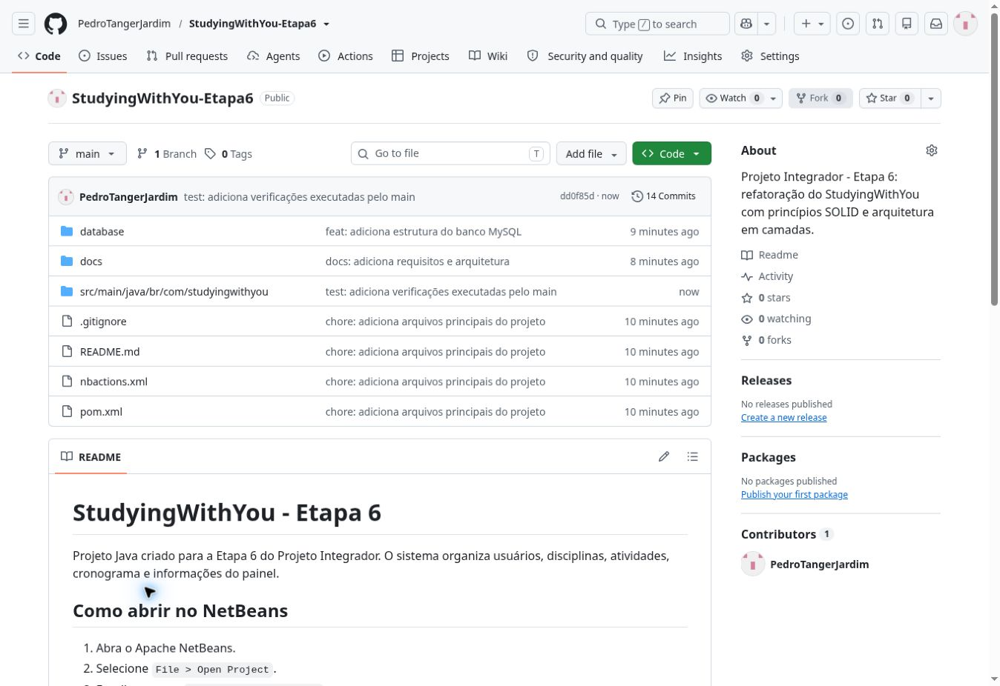 PedroTangerJardim / StudyingWithYou-Etapa6
Type / to search
Code Issues Pull requests Agents Actions Projects Wiki Security and quality Insights Settings
StudyingWithYou-Etapa6 Public
Pin Watch 0 Fork 0 Star 0
main 1 Branch 0 Tags Go to file T Add file Code
PedroTangerJardim test: adiciona verificações executadas pelo main dd0f85d · now 14 Commits
database feat: adiciona estrutura do banco MySQL 9 minutes ago
docs docs: adiciona requisitos e arquitetura 8 minutes ago
src/main/java/br/com/studyingwithyou test: adiciona verificações executadas pelo main now
.gitignore chore: adiciona arquivos principais do projeto 10 minutes ago
README.md chore: adiciona arquivos principais do projeto 10 minutes ago
nbactions.xml chore: adiciona arquivos principais do projeto 10 minutes ago
pom.xml chore: adiciona arquivos principais do projeto 10 minutes ago
README
StudyingWithYou - Etapa 6
Projeto Java criado para a Etapa 6 do Projeto Integrador. O sistema organiza usuários, disciplinas, atividades,
cronograma e informações do painel.
Como abrir no NetBeans
1. Abra o Apache NetBeans.
2. Selecione File > Open Project.
About
Projeto Integrador - Etapa 6:
refatoração do StudyingWithYou
com princípios SOLID e arquitetura
em camadas.
Readme
Activity
0 stars
0 watching
0 forks
Releases
No releases published
Create a new release
Packages
No packages published
Publish your first package
Contributors 1
PedroTangerJardim